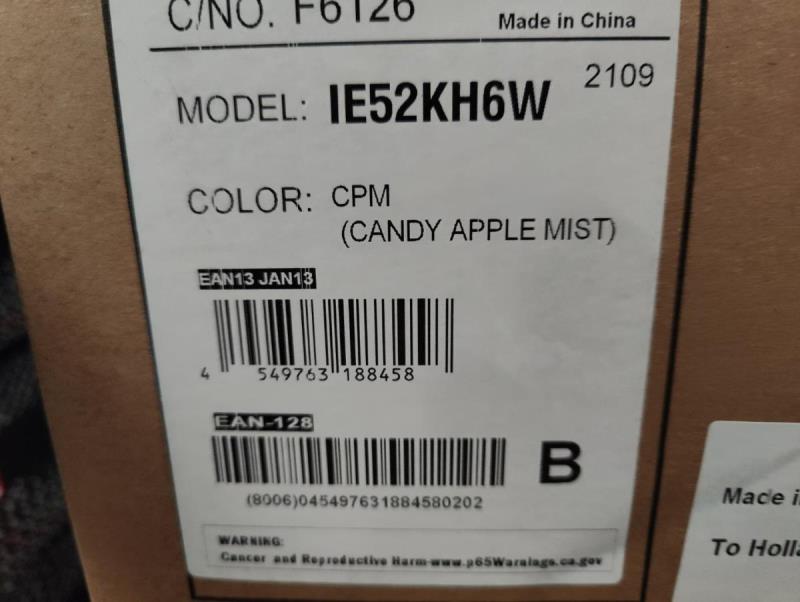 C/NO. F6126
Made in China
2109
MODEL: IE52KH6W
COLOR: CPM
(CANDY APPLE MIST)
EAN13 JAN13
4 549763 188458
EAN-128
B
(8006)045497631884580202
WARNING:
Cancer and Reproductive Harm-www.p65Warnings.ca.gov
Made
To